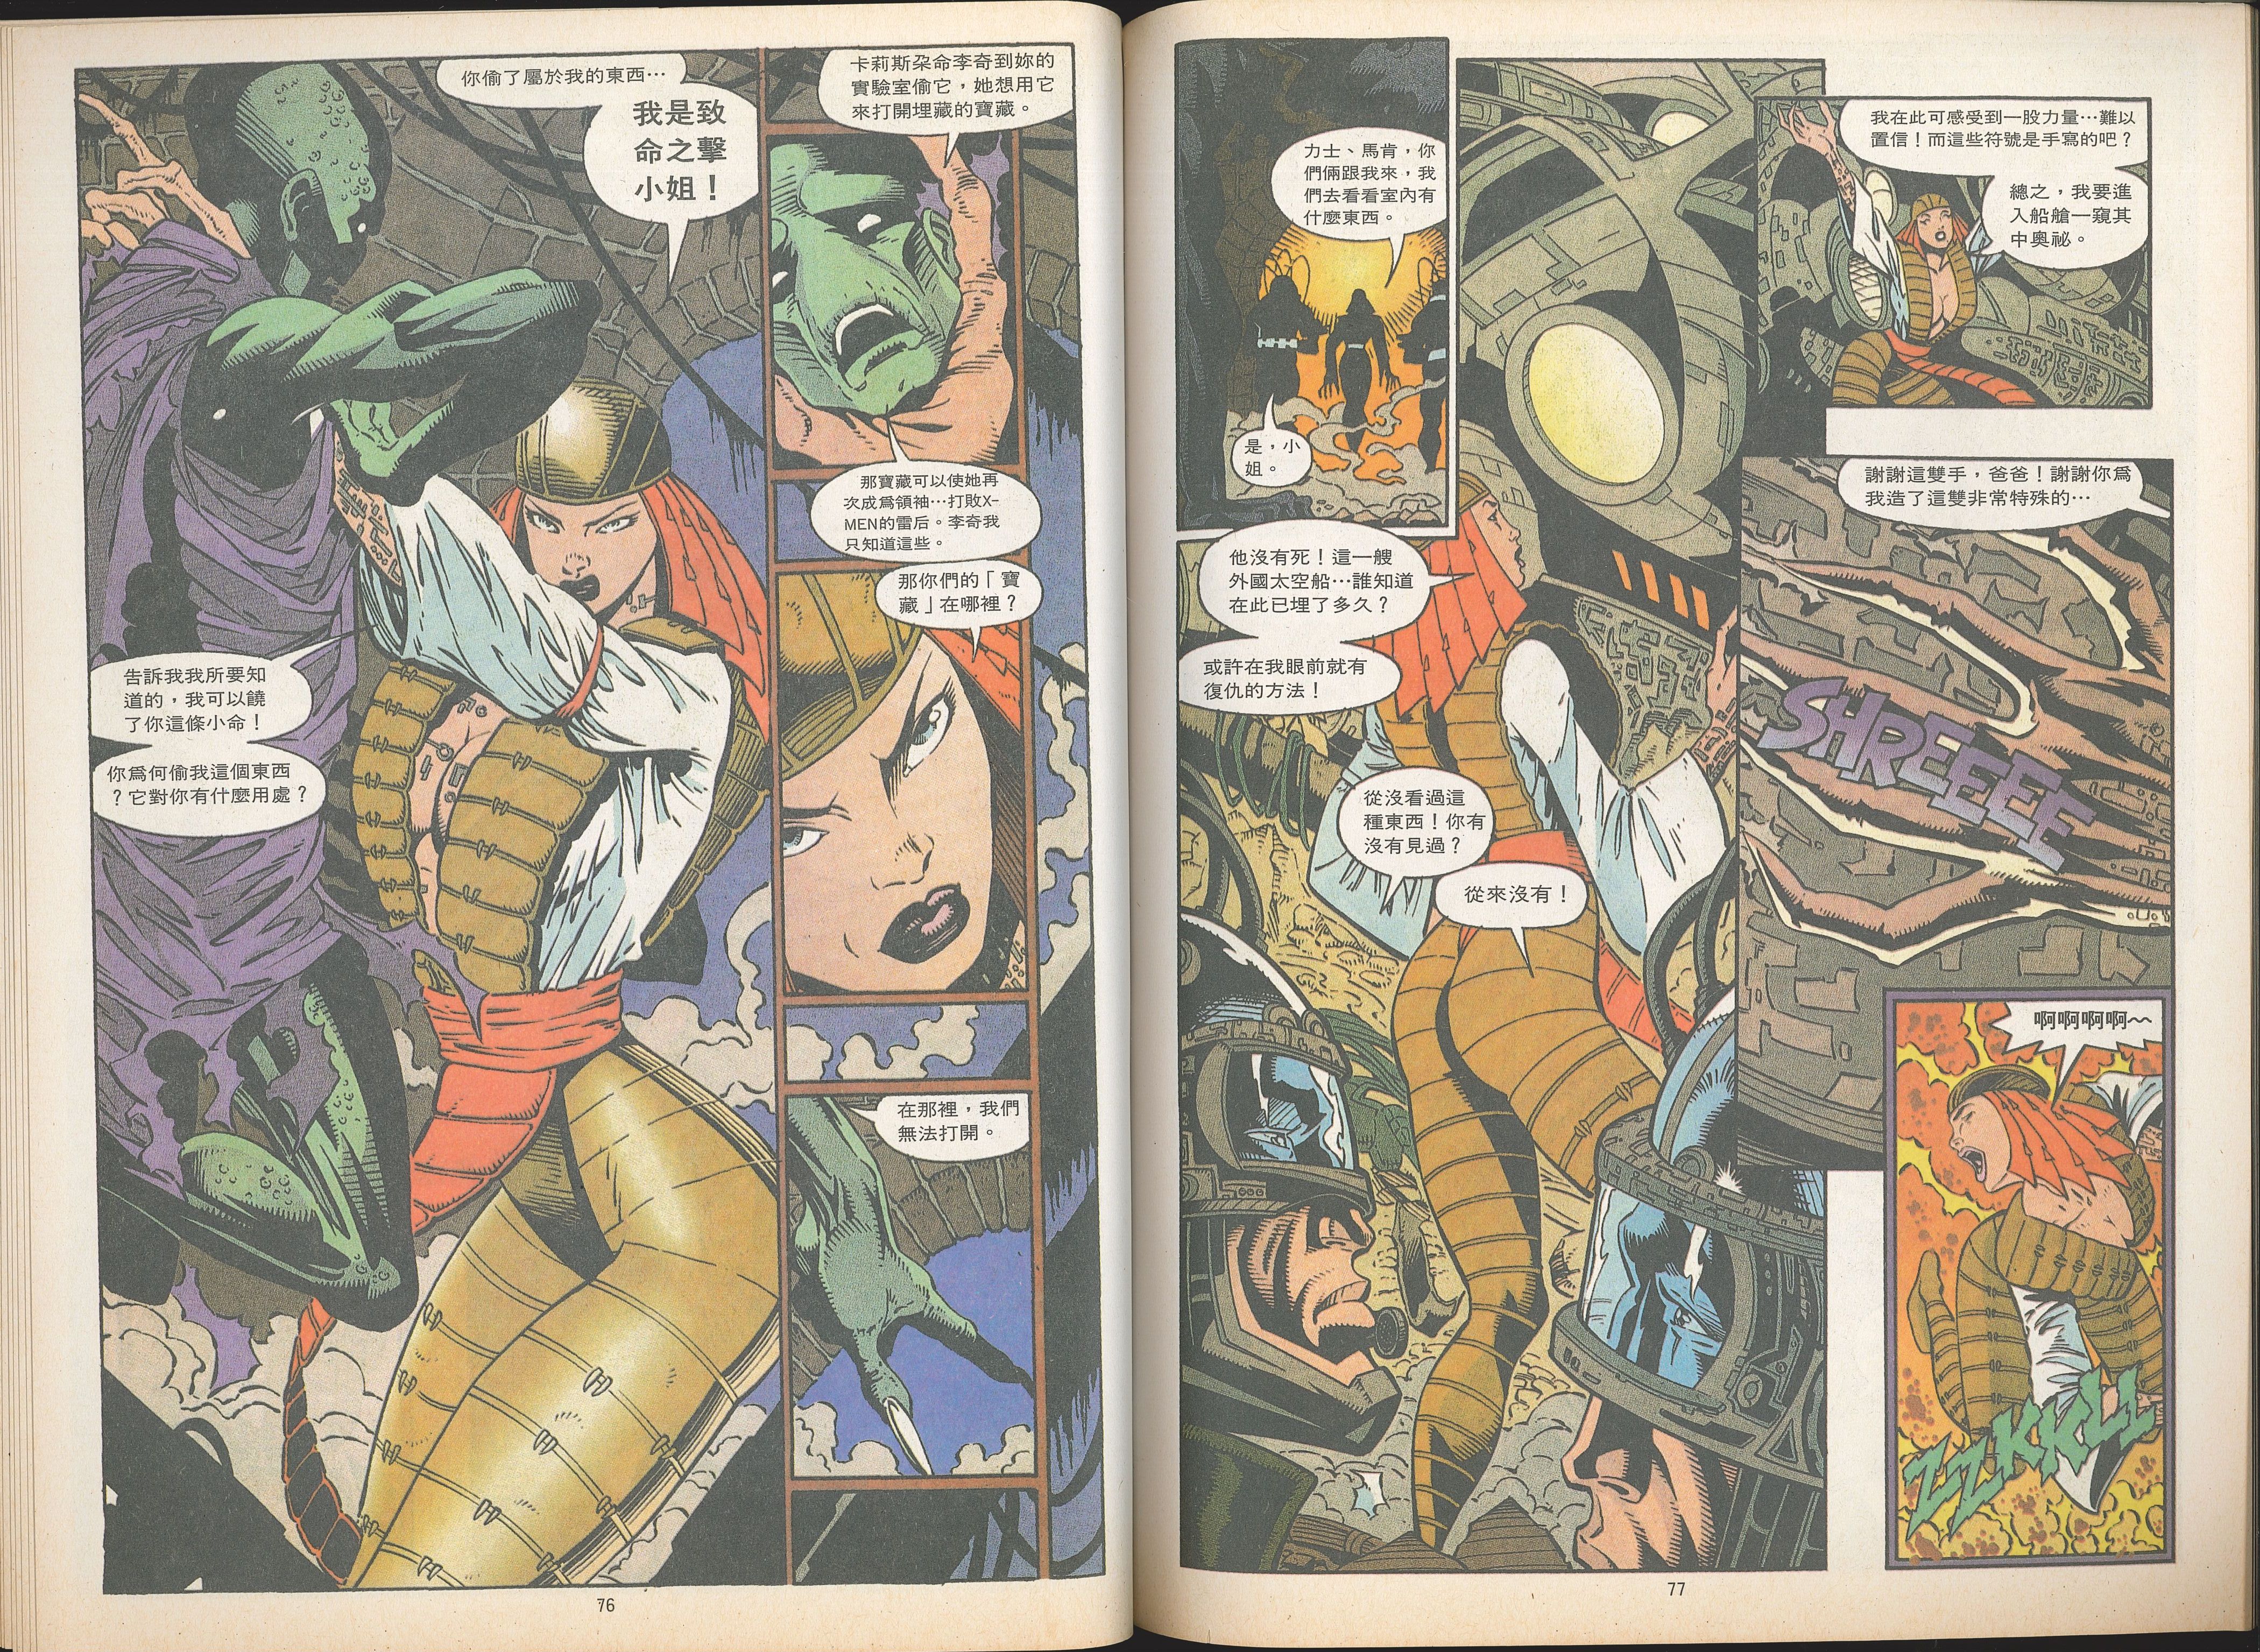 你偷了屬於我的東西…
我是致
命之擊
小姐！
告訴我我所要知
道的，我可以饒
了你這條小命！
你為何偷我這個東西
？它對你有什麼用處？
卡莉斯朶命李奇到妳的
實驗室偷它，她想用它
來打開埋藏的寶藏。
那寶藏可以使她再
次成為領袖…打敗X-
MEN的雷后。李奇我
只知道這些。
那你們的「寶
藏」在哪裡？
在那裡，我們
無法打開。
76
力士、馬肯，你
們倆跟我來，我
們去看看室內有
什麼東西。
是，小
姐。
他沒有死！這一艘
外國太空船…誰知道
在此已埋了多久？
或許在我眼前就有
復仇的方法！
從沒看過這
種東西！你有
沒有見過？
從來沒有！
我在此可感受到一股力量…難以
置信！而這些符號是手寫的吧？
總之，我要進
入船艙一窺其
中奧祕。
謝謝這雙手，爸爸！謝謝你為
我造了這雙非常特殊的…
SHREEEE
啊啊啊啊~~
ZZZKKLL
77